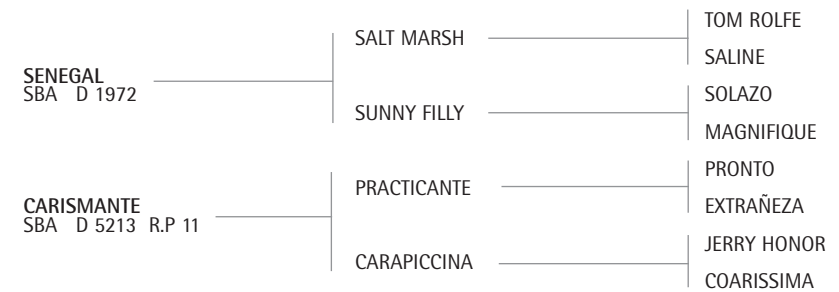 TOM ROLFE
SALT MARSH
SALINE
SENEGAL
SBA D 1972
SOLAZO
SUNNY FILLY
MAGNIFIQUE
PRONTO
PRACTICANTE
EXTRAÑEZA
CARISMANTE
SBA D 5213 R.P 11
JERRY HONOR
CARAPICCINA
COARISSIMA